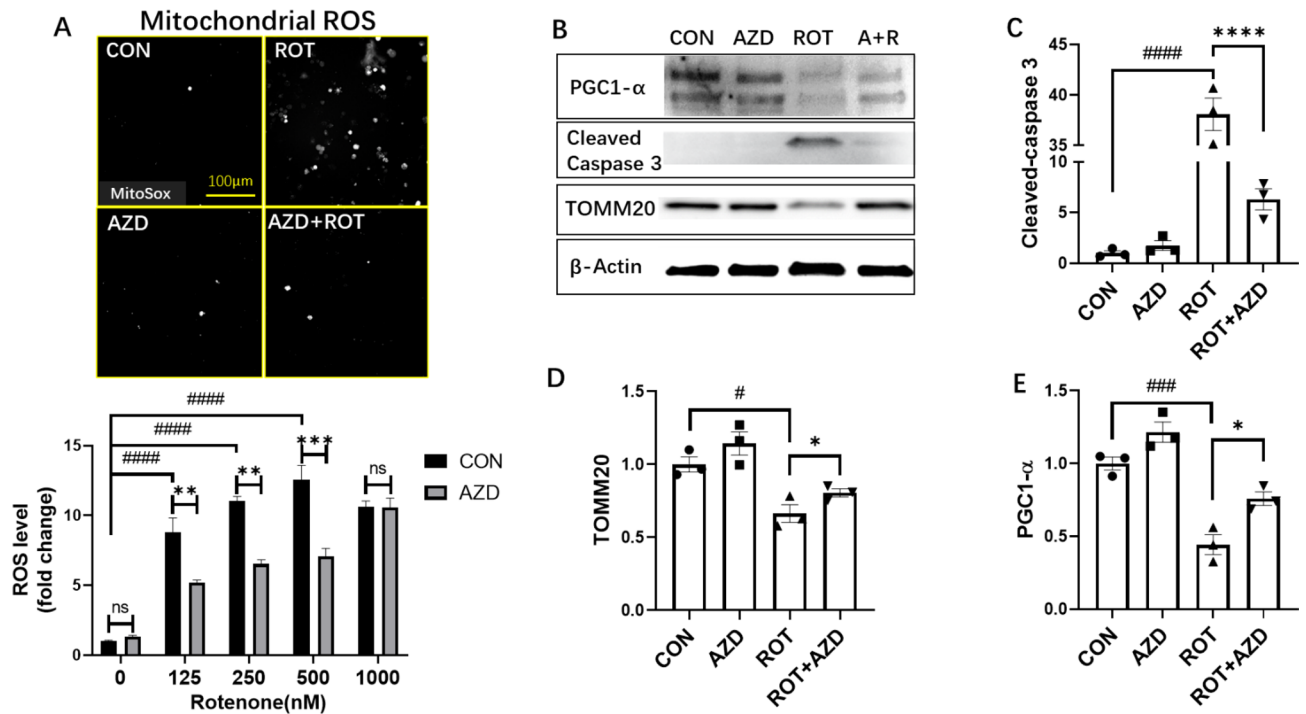 A
Mitochondrial ROS
CON
ROT
MitoSox
100μm
AZD
AZD+ROT
####
####
####
**
**
***
ns
ns
CON
AZD
15
10
5
0
ROS level
(fold change)
0 125 250 500 1000
Rotenone(nM)
B
CON AZD ROT A+R
PGC1-α
Cleaved
Caspase 3
TOMM20
β-Actin
C
####
****
45
40
35
10
5
0
Cleaved-caspase 3
CON AZD ROT ROT+AZD
D
#
*
1.5
1.0
0.5
0.0
TOMM20
CON AZD ROT ROT+AZD
E
###
*
1.5
1.0
0.5
0.0
PGC1-α
CON AZD ROT ROT+AZD